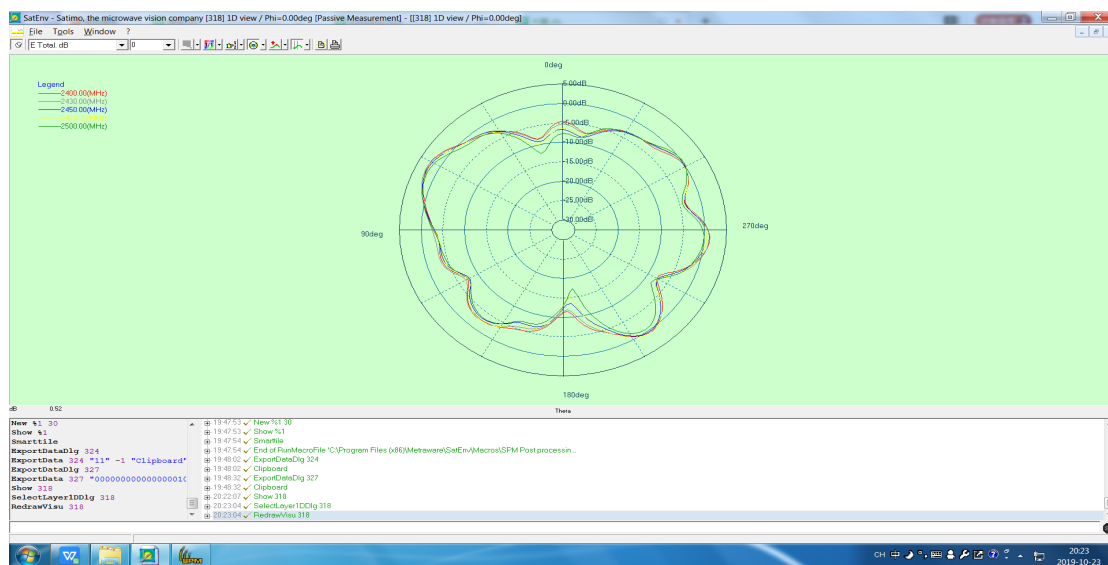 SatEnv - Satimo, the microwave vision company [318] 1D view / Phi=0.00deg [Passive Measurement] - [[318] 1D view / Phi=0.00deg]
File Tools Window ?
E Total. dB 0
0deg
Legend
2400.00(MHz)
2430.00(MHz)
2450.00(MHz)
2500.00(MHz)
5.00dB
0.00dB
-5.00dB
-10.00dB
-15.00dB
-20.00dB
-25.00dB
-30.00dB
90deg
270deg
180deg
dB 0.52 Theta
New %1 30
Show %1
Smarttile
ExportDataDlg 324
ExportData 324 "11" -1 "Clipboard"
ExportDataDlg 327
ExportData 327
Show 318
SelectLayer1DDlg 318
RedrawVisu 318
19:47:53 New %1 30
19:47:53 Show %1
19:47:54 Smarttile
19:47:54 End of RunMacroFile 'C:\Program Files (x86)\Metraware\SatEnv\Macros\SPM Post processin...
19:48:02 ExportDataDlg 324
19:48:02 Clipboard
19:48:32 ExportDataDlg 327
19:48:32 Clipboard
20:22:07 Show 318
20:23:04 SelectLayer1DDlg 318
20:23:04 RedrawVisu 318
SPM
CH 中
20:23
2019-10-23